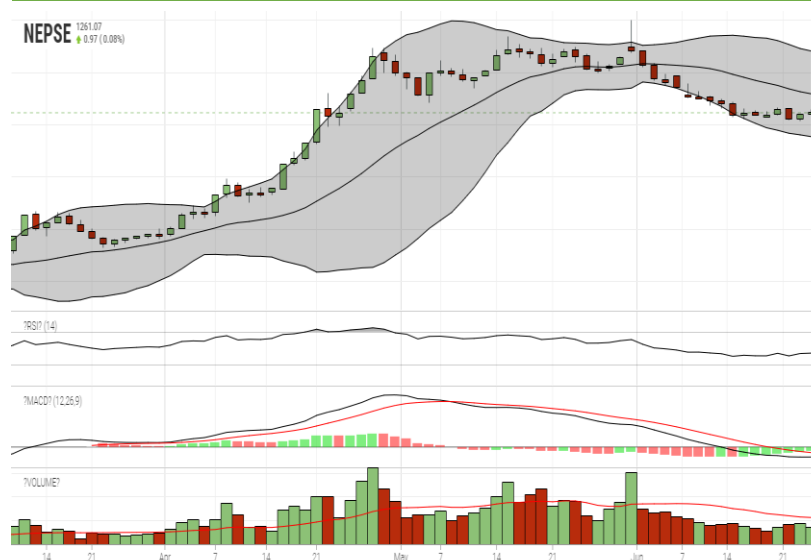 NEPSE
1261.07
0.97 (0.08%)
?RSI? (14)
?MACD? (12,26,9)
?VOLUME?
14 21 Apr 7 14 21 May 7 14 21 Jun 7 14 21